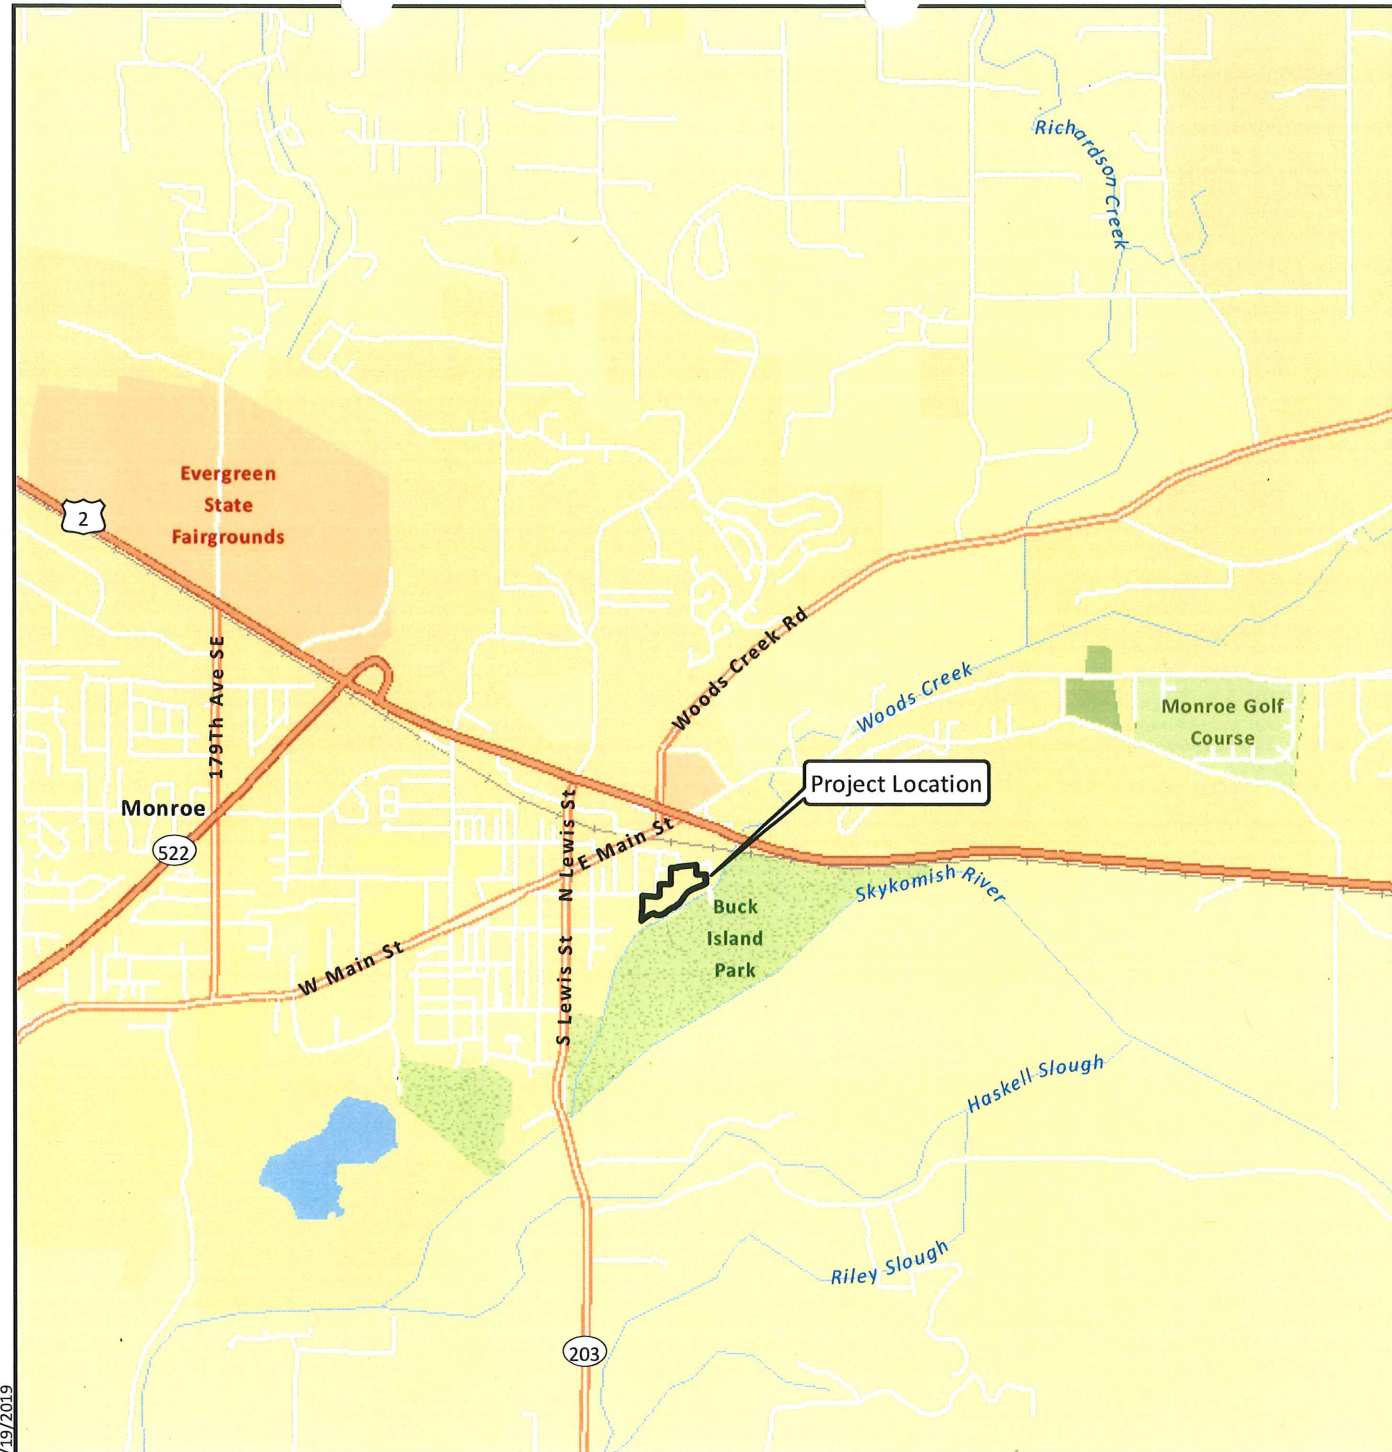 Richardson Creek
Evergreen
State
Fairgrounds
2
179Th Ave SE
Woods Creek Rd
Woods Creek
Monroe Golf
Course
Project Location
Monroe
522
N Lewis St
E Main St
Skykomish River
Buck
Island
Park
W Main St
S Lewis St
Haskell Slough
Riley Slough
203
/19/2019